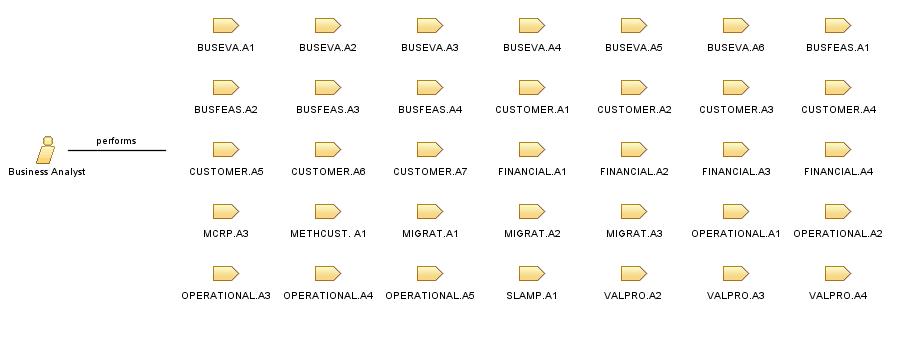 BUSEVA.A1 BUSEVA.A2 BUSEVA.A3 BUSEVA.A4 BUSEVA.A5 BUSEVA.A6 BUSFEAS.A1
BUSFEAS.A2 BUSFEAS.A3 BUSFEAS.A4 CUSTOMER.A1 CUSTOMER.A2 CUSTOMER.A3 CUSTOMER.A4
performs
Business Analyst
CUSTOMER.A5 CUSTOMER.A6 CUSTOMER.A7 FINANCIAL.A1 FINANCIAL.A2 FINANCIAL.A3 FINANCIAL.A4
MCRP.A3 METHCUST. A1 MIGRAT.A1 MIGRAT.A2 MIGRAT.A3 OPERATIONAL.A1 OPERATIONAL.A2
OPERATIONAL.A3 OPERATIONAL.A4 OPERATIONAL.A5 SLAMP.A1 VALPRO.A2 VALPRO.A3 VALPRO.A4